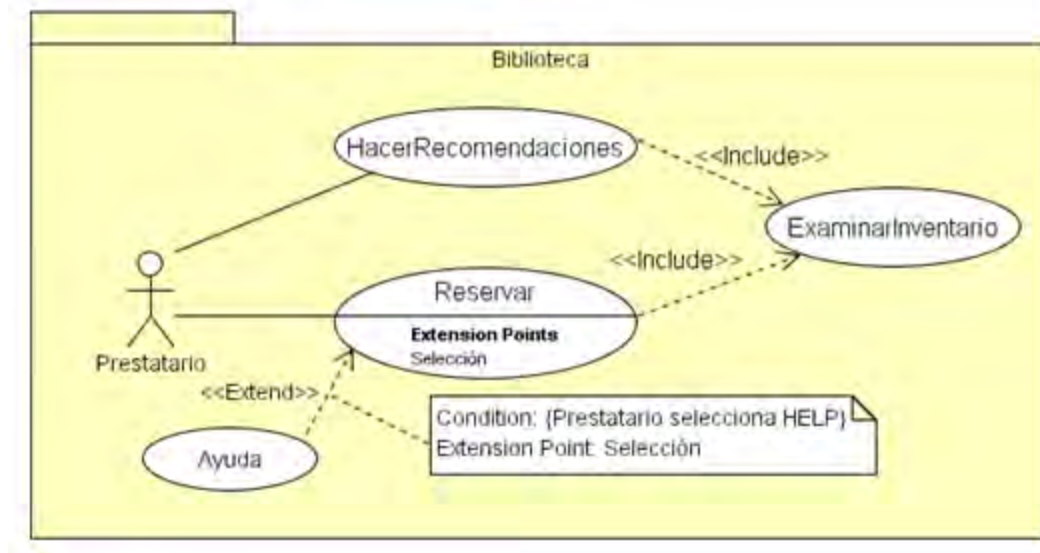 Biblioteca
HacerRecomendaciones
<<Include>>
ExaminarInventario
<<Include>>
Reservar
Extension Points
Selección
Prestatario
<<Extend>>
Condition: {Prestatario selecciona HELP}
Extension Point: Selección
Ayuda